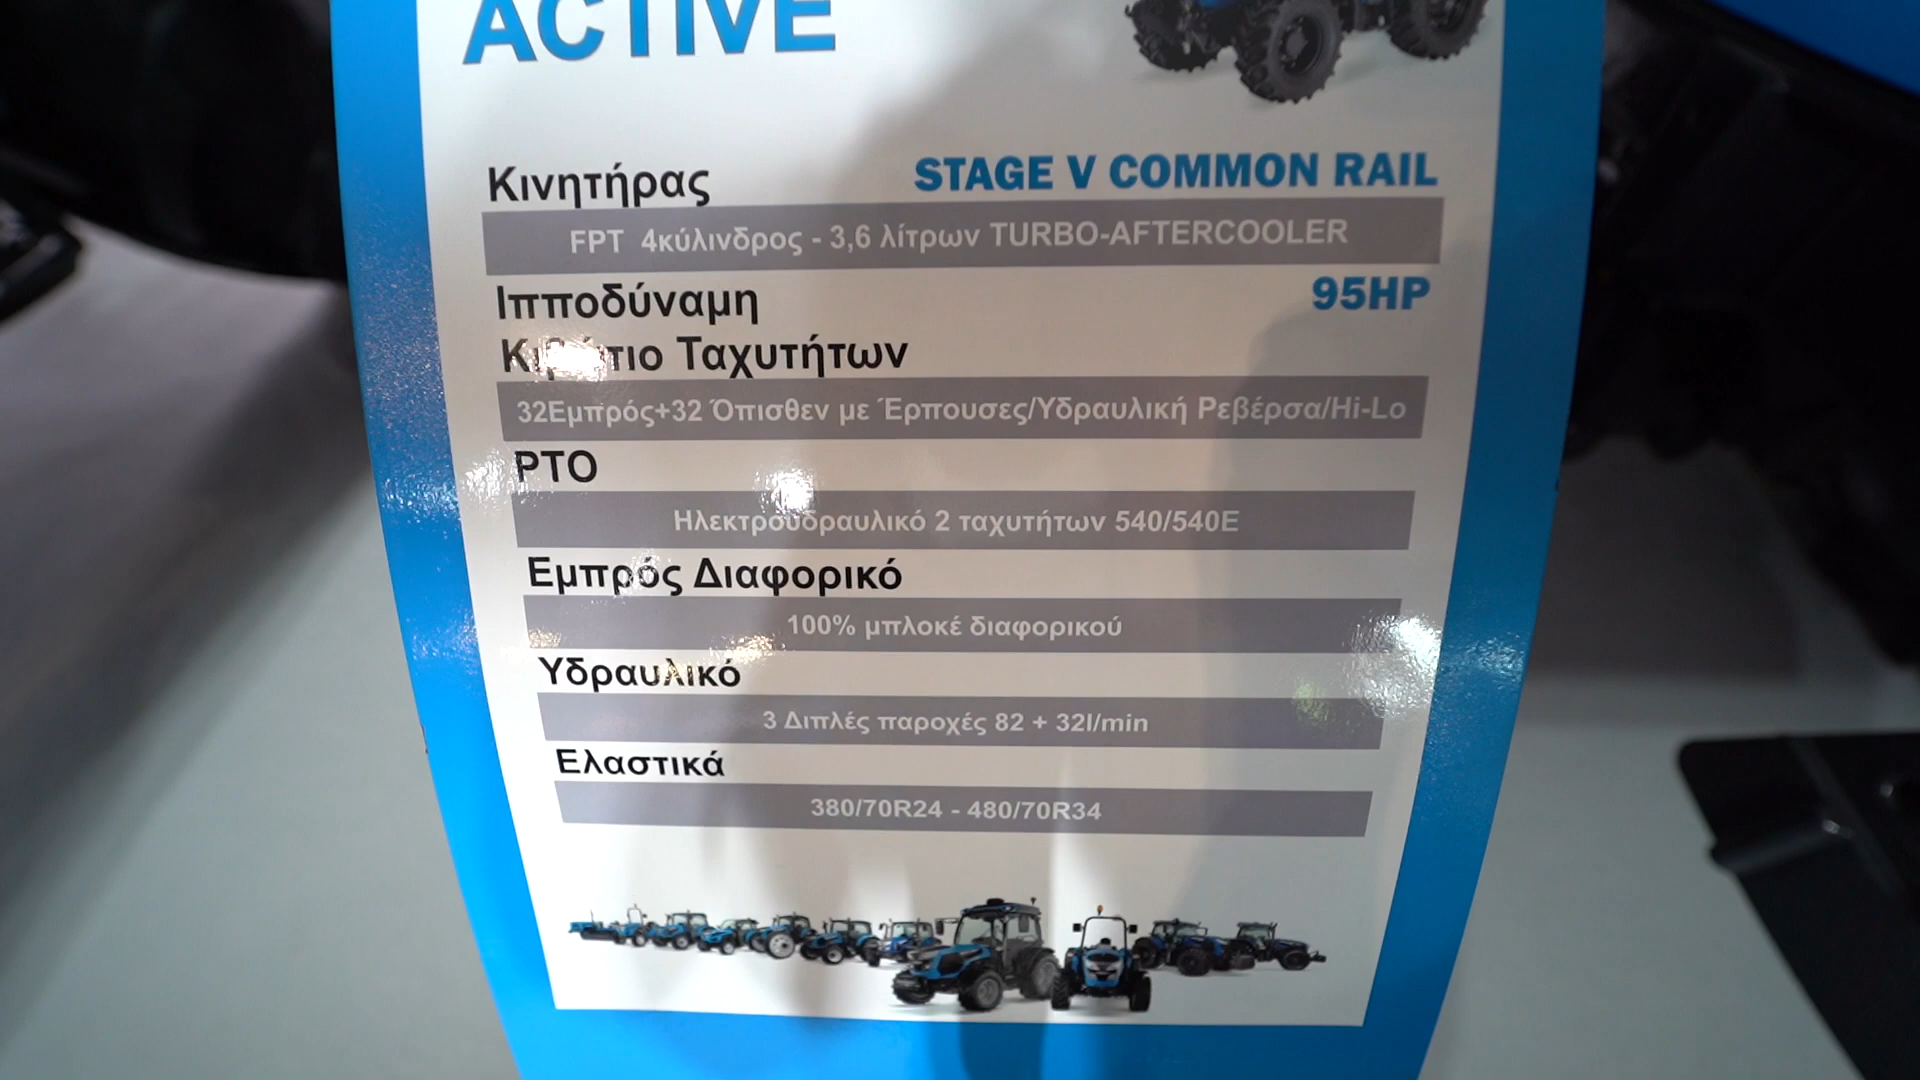 ACTIVE
Κινητήρας STAGE V COMMON RAIL
FPT 4κύλινδρος - 3,6 λίτρων TURBO-AFTERCOOLER
Ιπποδύναμη 95HP
Κιβώτιο Ταχυτήτων
32Εμπρός+32 Όπισθεν με Έρπουσες/Υδραυλική Ρεβέρσα/Hi-Lo
PTO
Ηλεκτροϋδραυλικό 2 ταχυτήτων 540/540E
Εμπρός Διαφορικό
100% μπλοκέ διαφορικού
Υδραυλικό
3 Διπλές παροχές 82 + 32l/min
Ελαστικά
380/70R24 - 480/70R34